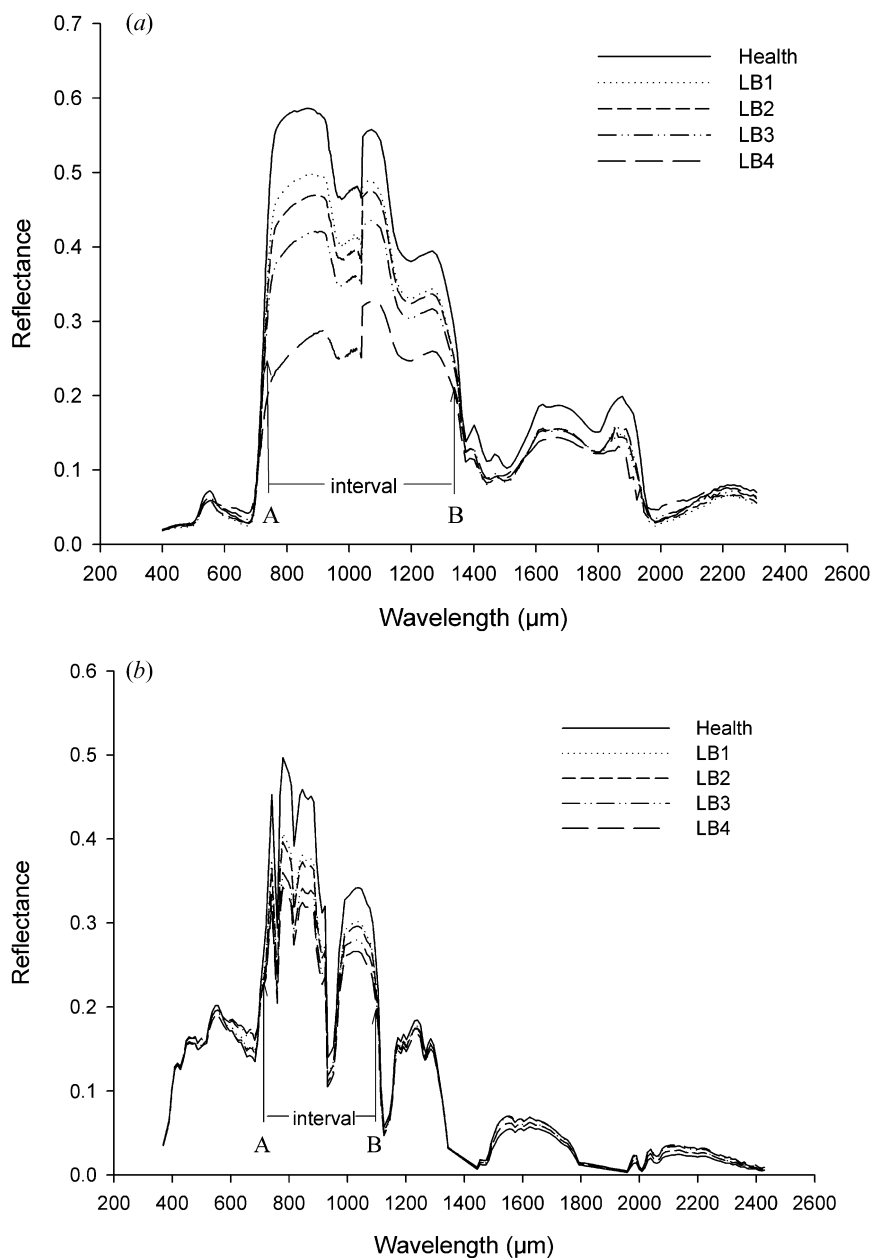 (a)
0.7
0.6
0.5
0.4
0.3
0.2
0.1
0.0
Reflectance
Health
LB1
LB2
LB3
LB4
interval
A
B
200 400 600 800 1000 1200 1400 1600 1800 2000 2200 2400 2600
Wavelength (µm)
(b)
0.6
0.5
0.4
0.3
0.2
0.1
0.0
Reflectance
Health
LB1
LB2
LB3
LB4
interval
A
B
200 400 600 800 1000 1200 1400 1600 1800 2000 2200 2400 2600
Wavelength (µm)